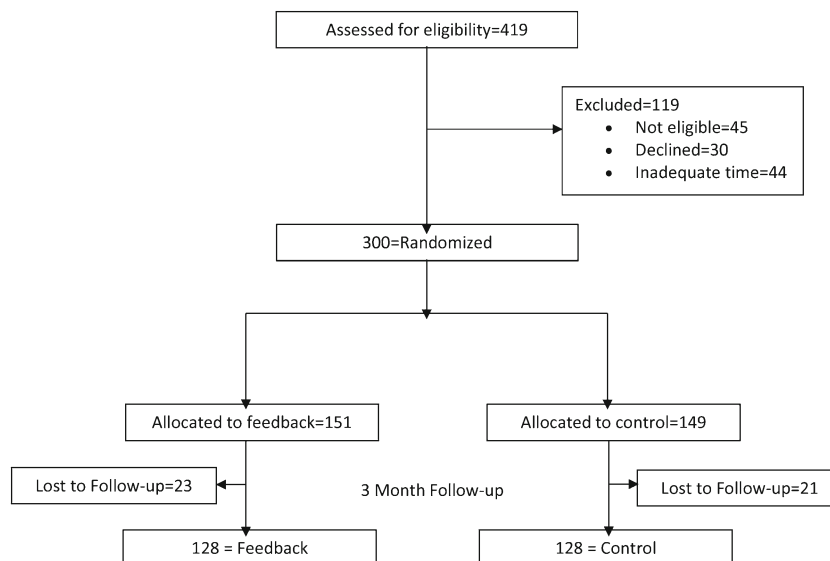 Assessed for eligibility=419
Excluded=119
• Not eligible=45
• Declined=30
• Inadequate time=44
300=Randomized
Allocated to feedback=151
Allocated to control=149
Lost to Follow-up=23
3 Month Follow-up
Lost to Follow-up=21
128 = Feedback
128 = Control